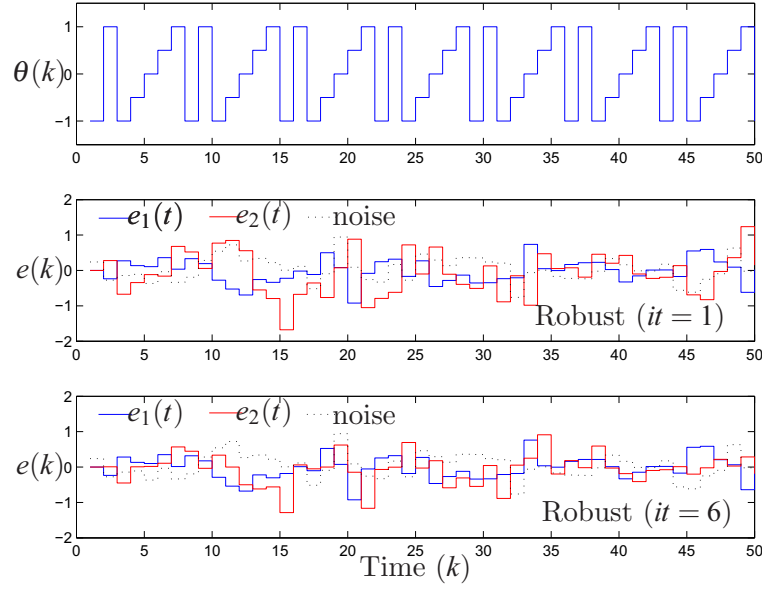 1
θ(k) 0
−1
0 5 10 15 20 25 30 35 40 45 50
2
e₁(t) e₂(t) noise
1
e(k) 0
−1
Robust (it = 1)
−2
0 5 10 15 20 25 30 35 40 45 50
2
e₁(t) e₂(t) noise
1
e(k) 0
−1
Robust (it = 6)
−2
0 5 10 15 20 25 30 35 40 45 50
Time (k)